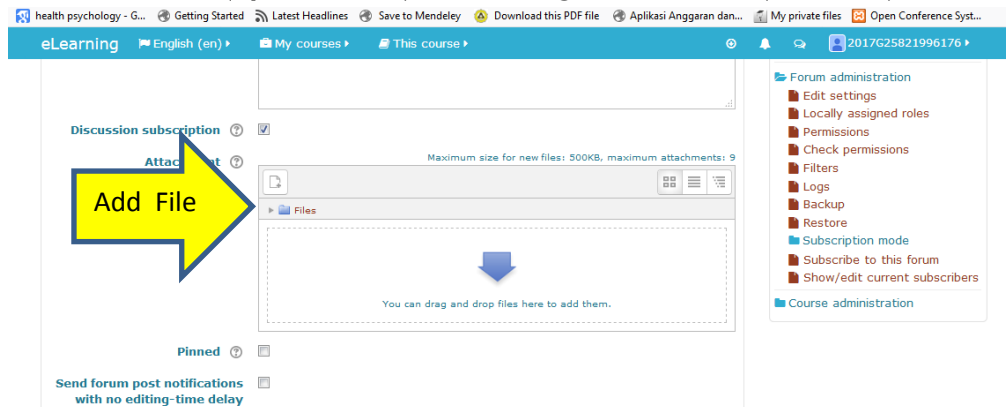 health psychology - G... Getting Started Latest Headlines Save to Mendeley Download this PDF file Aplikasi Anggaran dan... My private files Open Conference Syst...
eLearning English (en) My courses This course 2017G25821996176
Forum administration
Edit settings
Locally assigned roles
Permissions
Check permissions
Filters
Logs
Backup
Restore
Subscription mode
Subscribe to this forum
Show/edit current subscribers
Course administration
Discussion subscription
Maximum size for new files: 500KB, maximum attachments: 9
Add File
Files
You can drag and drop files here to add them.
Pinned
Send forum post notifications
with no editing-time delay